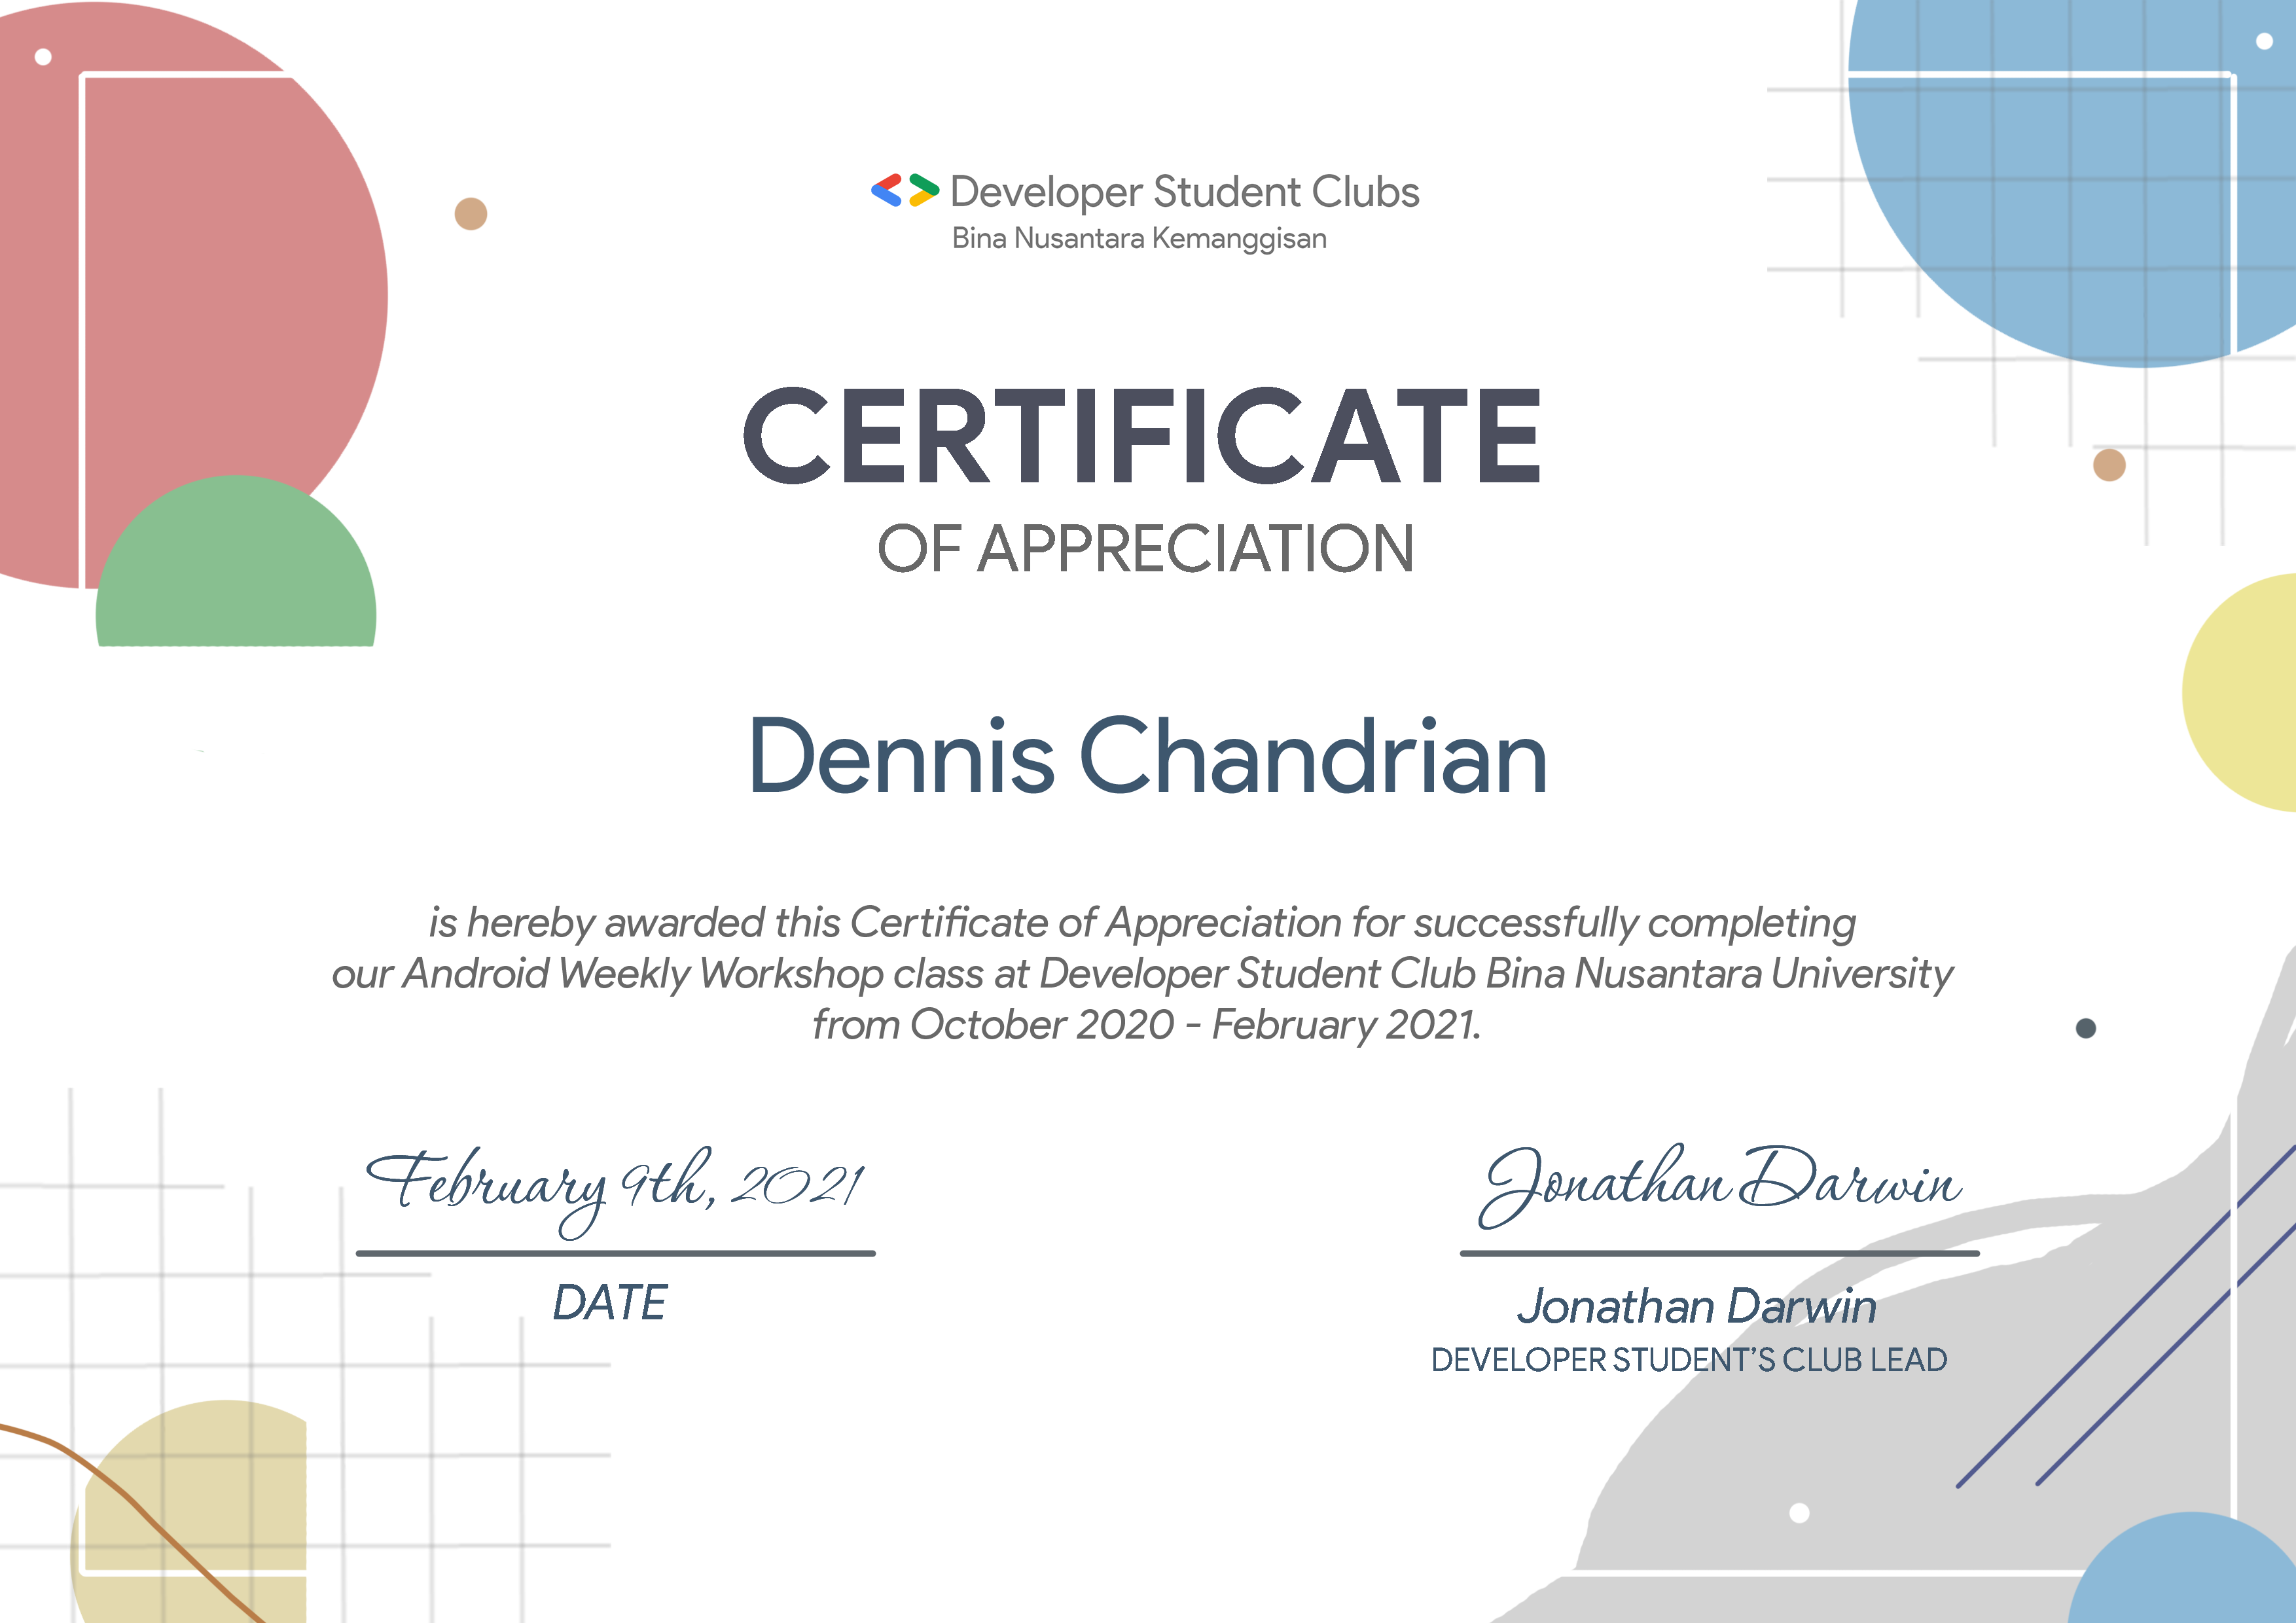 Developer Student Clubs
Bina Nusantara Kemanggisan
CERTIFICATE
OF APPRECIATION
Dennis Chandrian
is hereby awarded this Certificate of Appreciation for successfully completing
our Android Weekly Workshop class at Developer Student Club Bina Nusantara University
from October 2020 - February 2021.
February 9th, 2021
DATE
Jonathan Darwin
Jonathan Darwin
DEVELOPER STUDENT’S CLUB LEAD